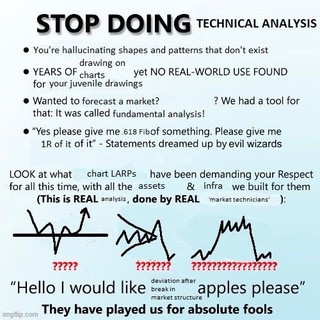 STOP DOING TECHNICAL ANALYSIS
● You're hallucinating shapes and patterns that don't exist
● YEARS OF drawing on charts yet NO REAL-WORLD USE FOUND
for your juvenile drawings
● Wanted to forecast a market? ? We had a tool for
that: It was called fundamental analysis!
● "Yes please give me .618 Fib of something. Please give me
1R of it of it" - Statements dreamed up by evil wizards
LOOK at what chart LARPs have been demanding your Respect
for all this time, with all the assets & infra we built for them
(This is REAL analysis, done by REAL 'market technicians' ):
????? ??????? ?????????????????
"Hello I would like deviation after break in market structure apples please"
They have played us for absolute fools
imgflip.com